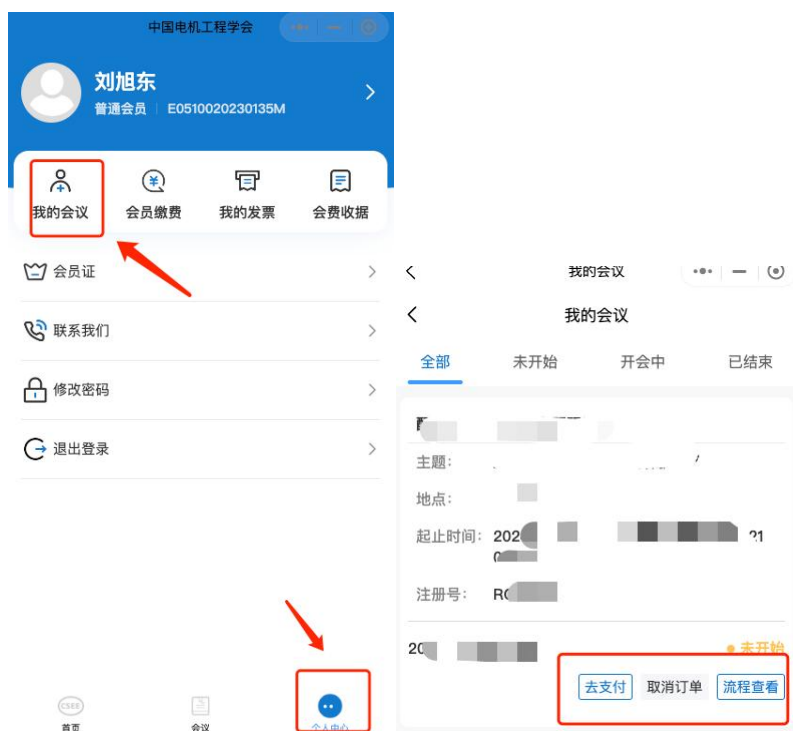 中国电机工程学会
刘旭东
普通会员 E0510020230135M
我的会议 会员缴费 我的发票 会费收据
会员证
联系我们
修改密码
退出登录
CSEE
首页 会议 个人中心
我的会议
我的会议
全部 未开始 开会中 已结束
主题：
地点：
起止时间： 202 21
注册号： RC
20 未开始
去支付 取消订单 流程查看